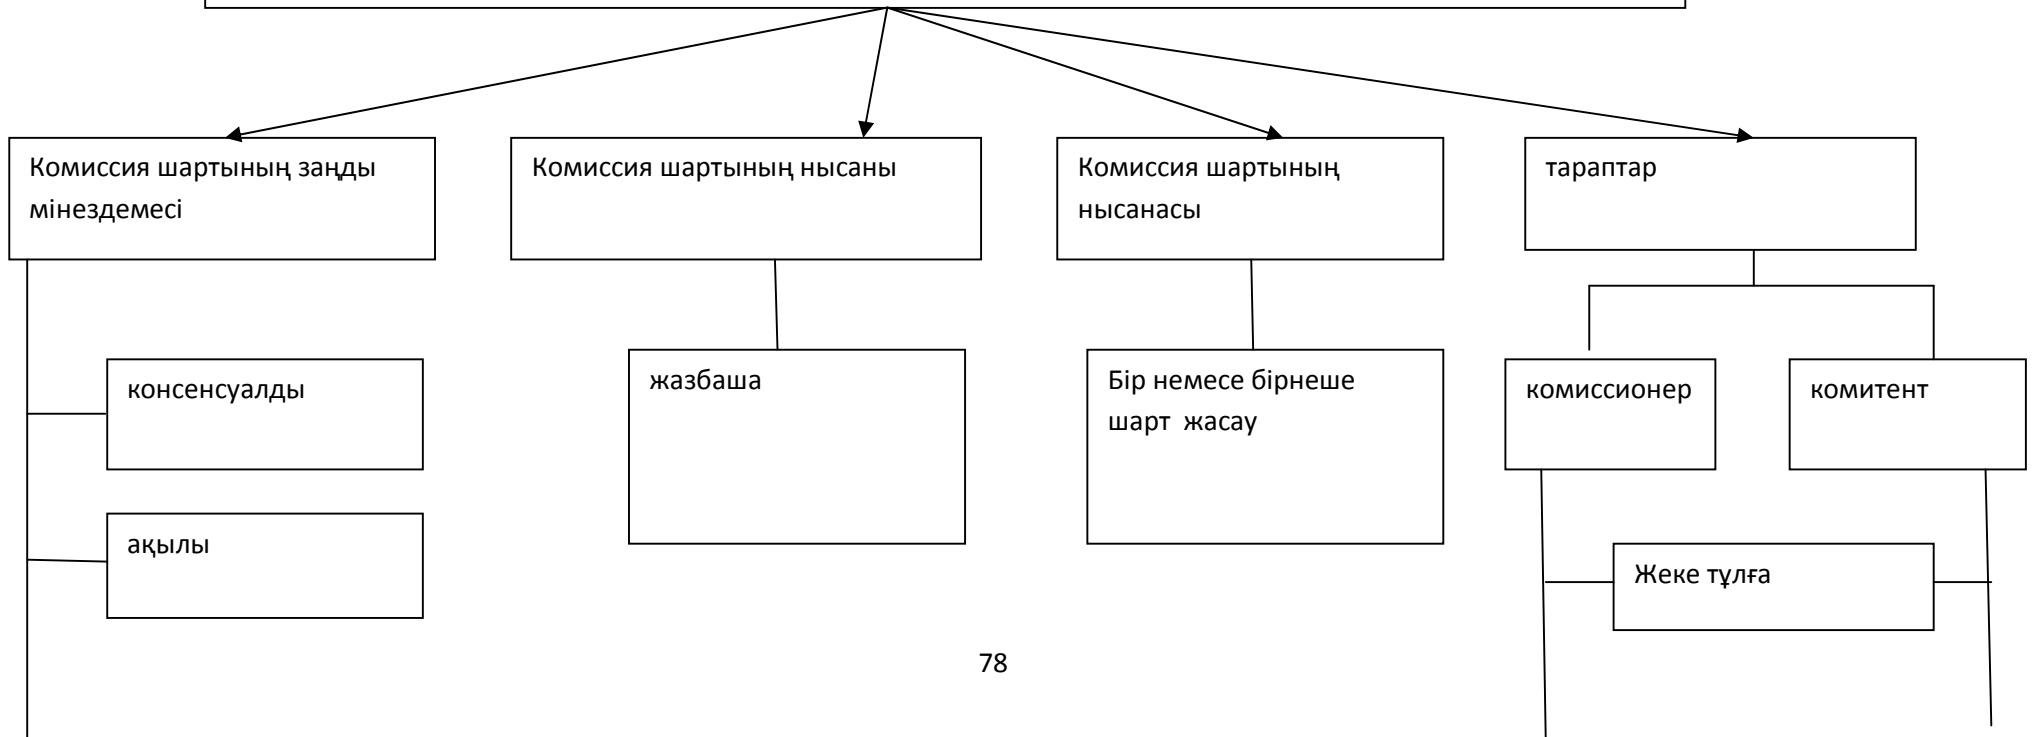 Комиссия шартының заңды
мінездемесі
Комиссия шартының нысаны
Комиссия шартының
нысанасы
тараптар
консенсуалды
жазбаша
Бір немесе бірнеше
шарт жасау
комиссионер
комитент
ақылы
Жеке тұлға
78